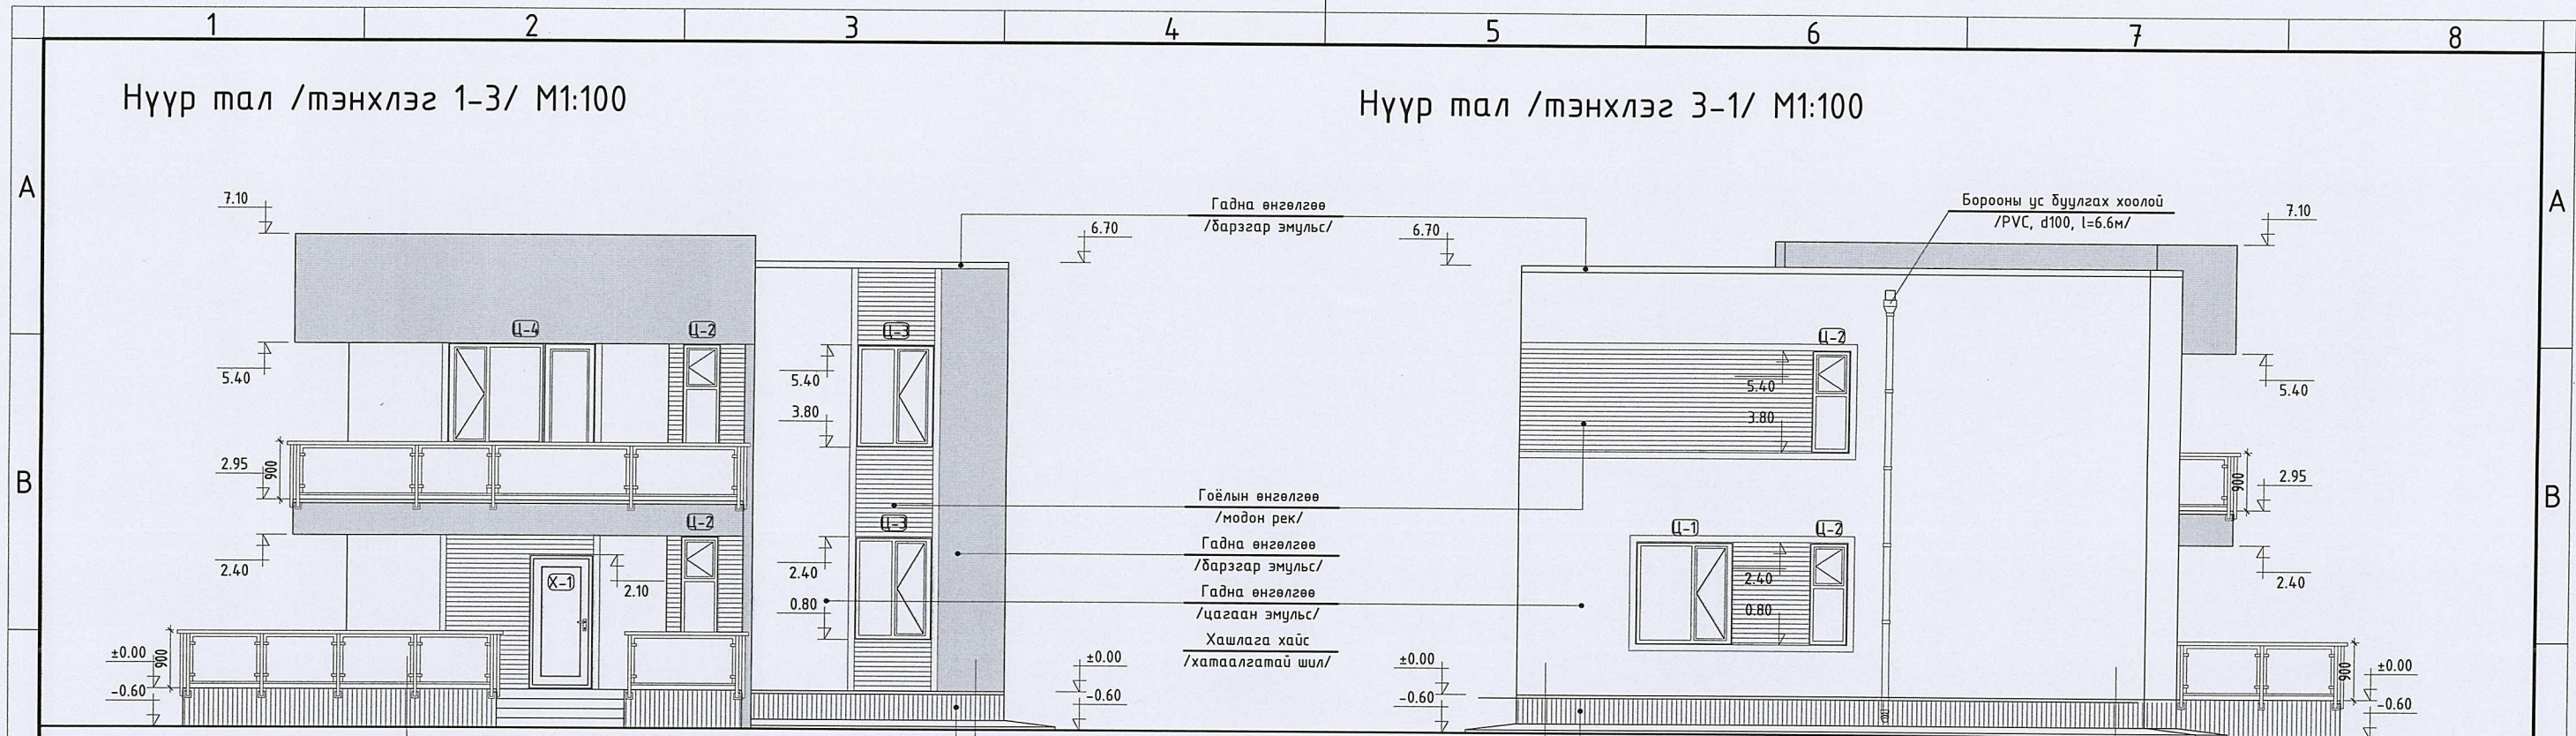 1 2 3 4 5 6 7 8
Нүүр тал /тэнхлэг 1-3/ М1:100
Нүүр тал /тэнхлэг 3-1/ М1:100
A
A
B
B
7.10
5.40
2.95
900
2.40
±0.00
900
-0.60
Ц-4
Ц-2
Ц-2
Х-1
2.10
Ц-3
5.40
3.80
Ц-3
2.40
0.80
6.70
±0.00
-0.60
Гадна өнгөлгөө
/барзгар эмульс/
Гоёлын өнгөлгөө
/модон рек/
Гадна өнгөлгөө
/барзгар эмульс/
Гадна өнгөлгөө
/цагаан эмульс/
Хашлага хайс
/хатаалгатай шил/
6.70
±0.00
-0.60
Борооны ус буулгах хоолой
/PVC, d100, l=6.6м/
Ц-2
5.40
3.80
Ц-1
Ц-2
2.40
0.80
7.10
5.40
2.95
900
2.40
±0.00
900
-0.60